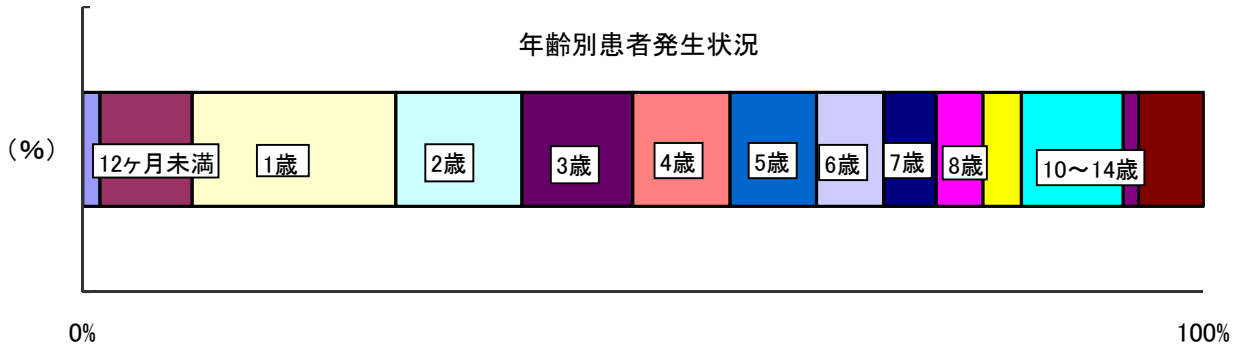 年齢別患者発生状況
(%)
12ヶ月未満
1歳
2歳
3歳
4歳
5歳
6歳
7歳
8歳
10～14歳
0%
100%